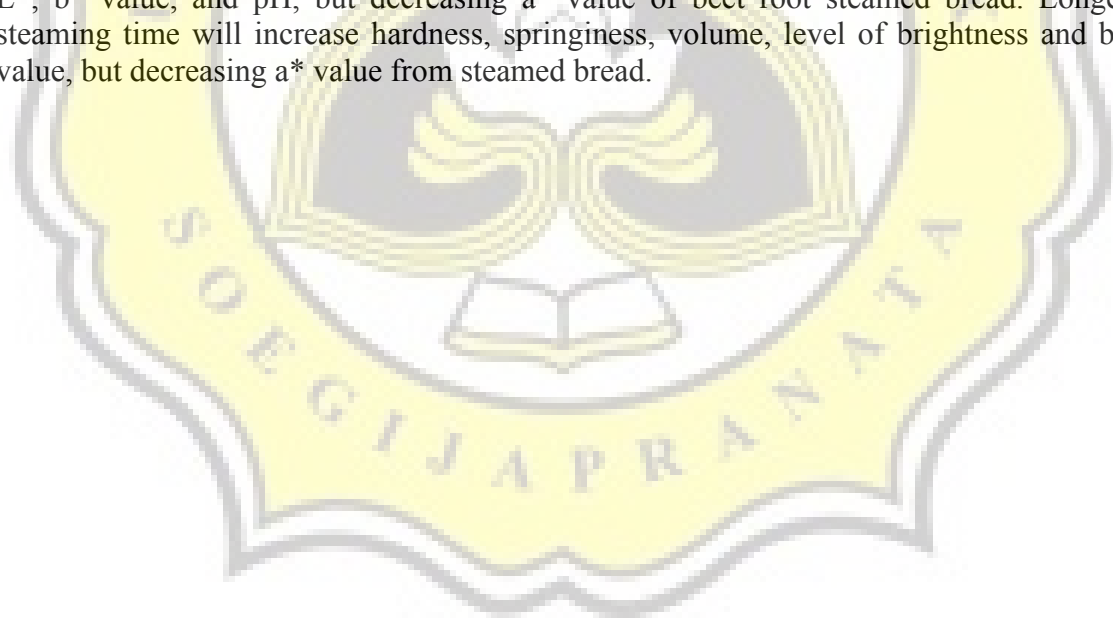 L*, b* value, and pH, but decreasing a* value of beet root steamed bread. Longe
steaming time will increase hardness, springiness, volume, level of brightness and b
value, but decreasing a* value from steamed bread.
SOEGIJAPRANATA